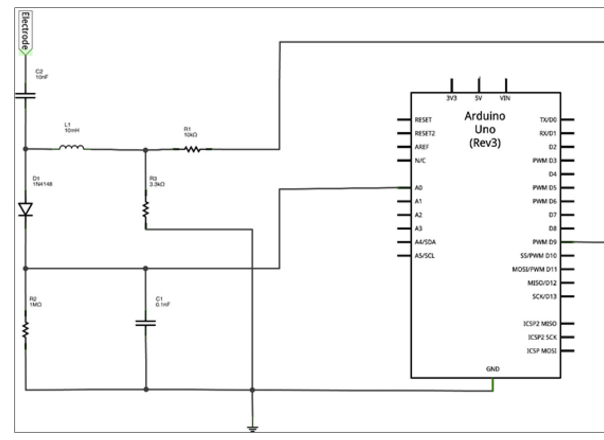 Electrode
C2
10nF
L1
10mH
R1
10kΩ
D1
1N4148
R3
3.3kΩ
R2
1MΩ
C1
0.1mF
3V3
5V
VIN
Arduino
Uno
(Rev3)
RESET
RESET2
AREF
N/C
A0
A1
A2
A3
A4/SDA
A5/SCL
TX/D0
RX/D1
D2
PWM D3
D4
PWM D5
PWM D6
D7
D8
PWM D9
SS/PWM D10
MOSI/PWM D11
MISO/D12
SCK/D13
ICSP2 MISO
ICSP2 SCK
ICSP MOSI
GND